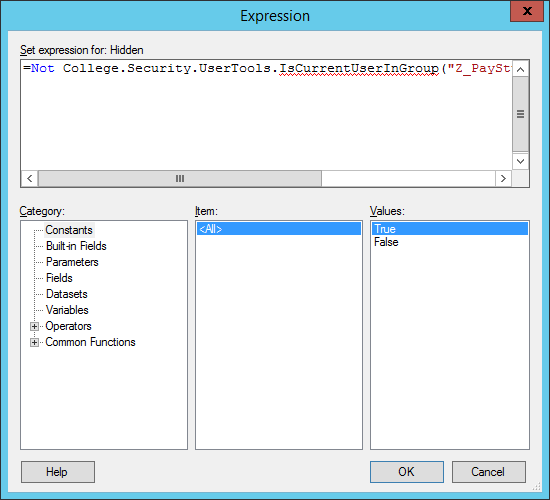 Expression
x
Set expression for: Hidden
=Not College.Security.UserTools.IsCurrentUserInGroup("Z_PaySt
Category:
Item:
Values:
Constants
<All>
True
Built-in Fields
False
Parameters
Fields
Datasets
Variables
Operators
Common Functions
Help
OK
Cancel